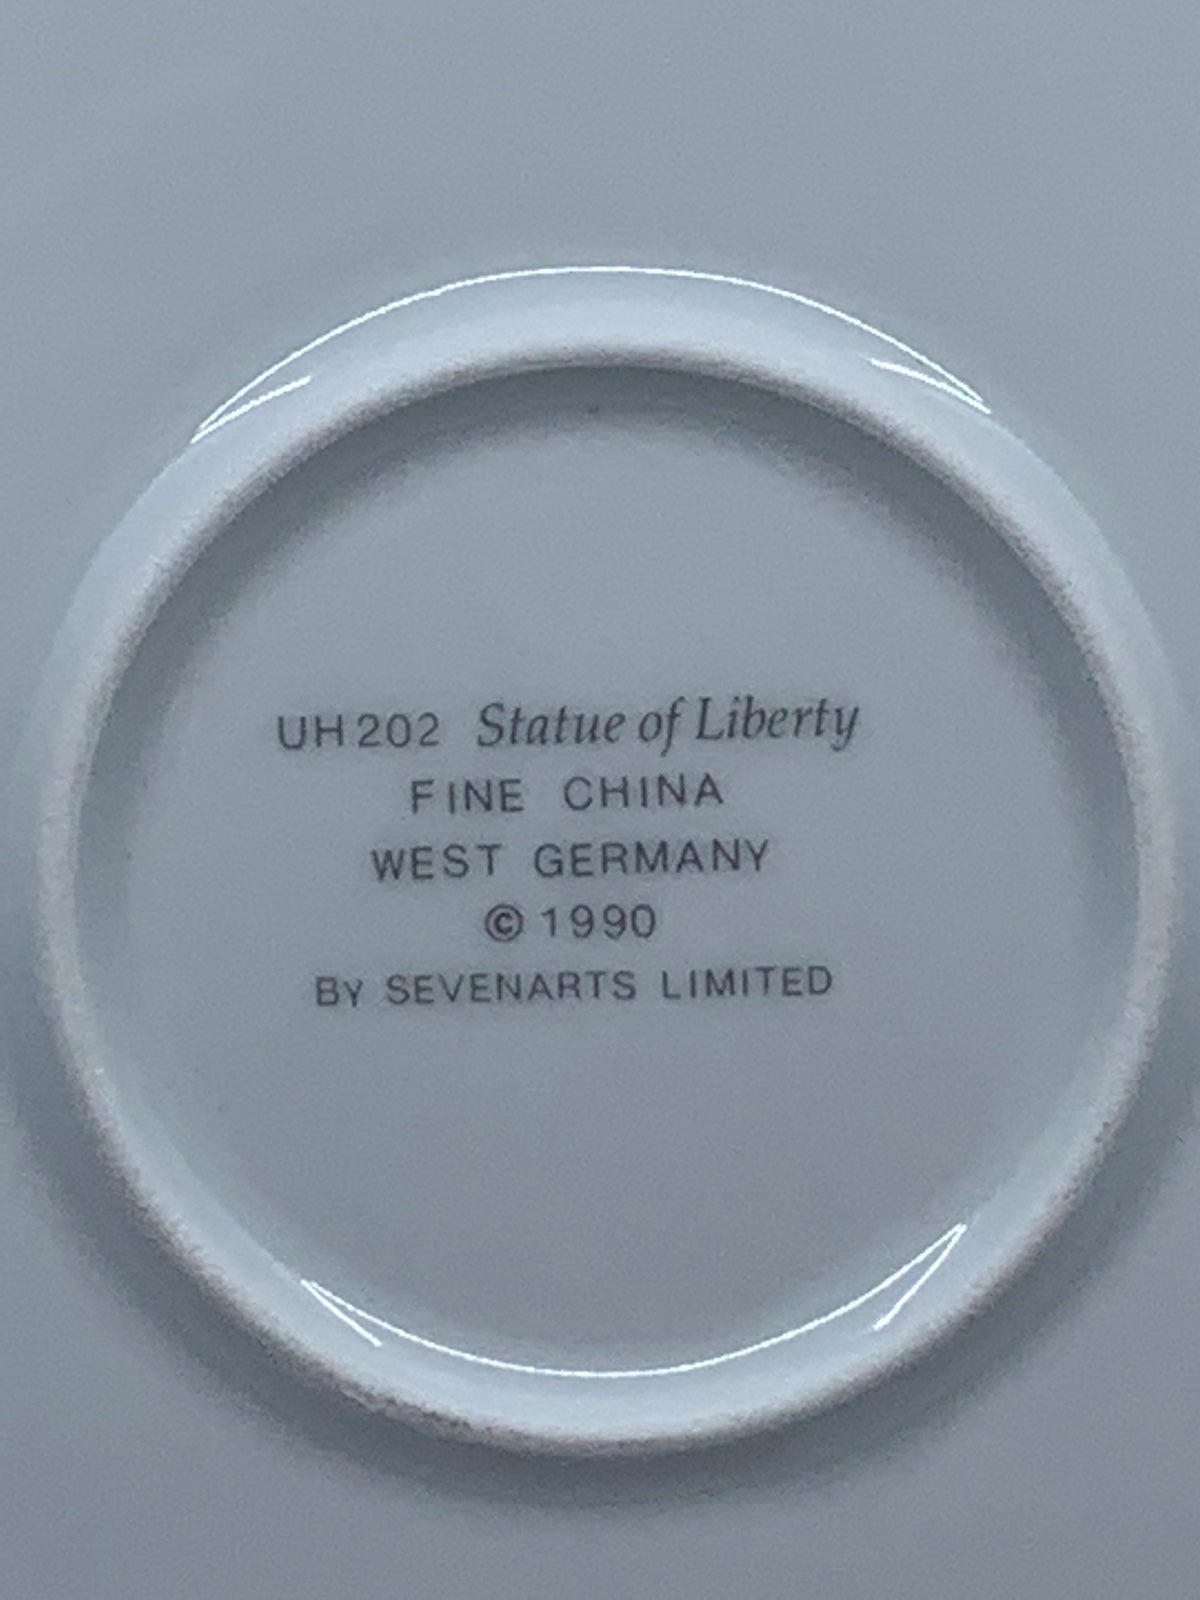 UH202 Statue of Liberty
FINE CHINA
WEST GERMANY
© 1990
BY SEVENARTS LIMITED